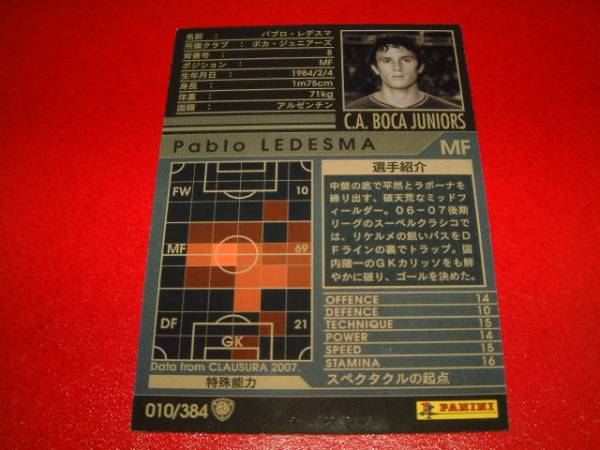 名前 : パブロ・レデスマ
所属クラブ : ボカ・ジュニアーズ
背番号 : 8
ポジション : MF
生年月日 : 1984/2/4
身長 : 1m75cm
体重 : 71kg
国籍 : アルゼンチン
C.A. BOCA JUNIORS
Pablo LEDESMA MF
選手紹介
中盤の底で平然とラボーナを
繰り出す、破天荒なミッドフ
ィールダー。06-07後期
リーグのスーペルクラシコで
は、リケルメの鋭いパスをD
Fラインの裏でトラップ。国
内随一のGKカリッソをも鮮
やかに破り、ゴールを決めた。
FW 10
MF 69
DF 21
GK
Data from CLAUSURA 2007.
OFFENCE 14
DEFENCE 10
TECHNIQUE 15
POWER 14
SPEED 15
STAMINA 16
特殊能力 スペクタクルの起点
010/384
PANINI